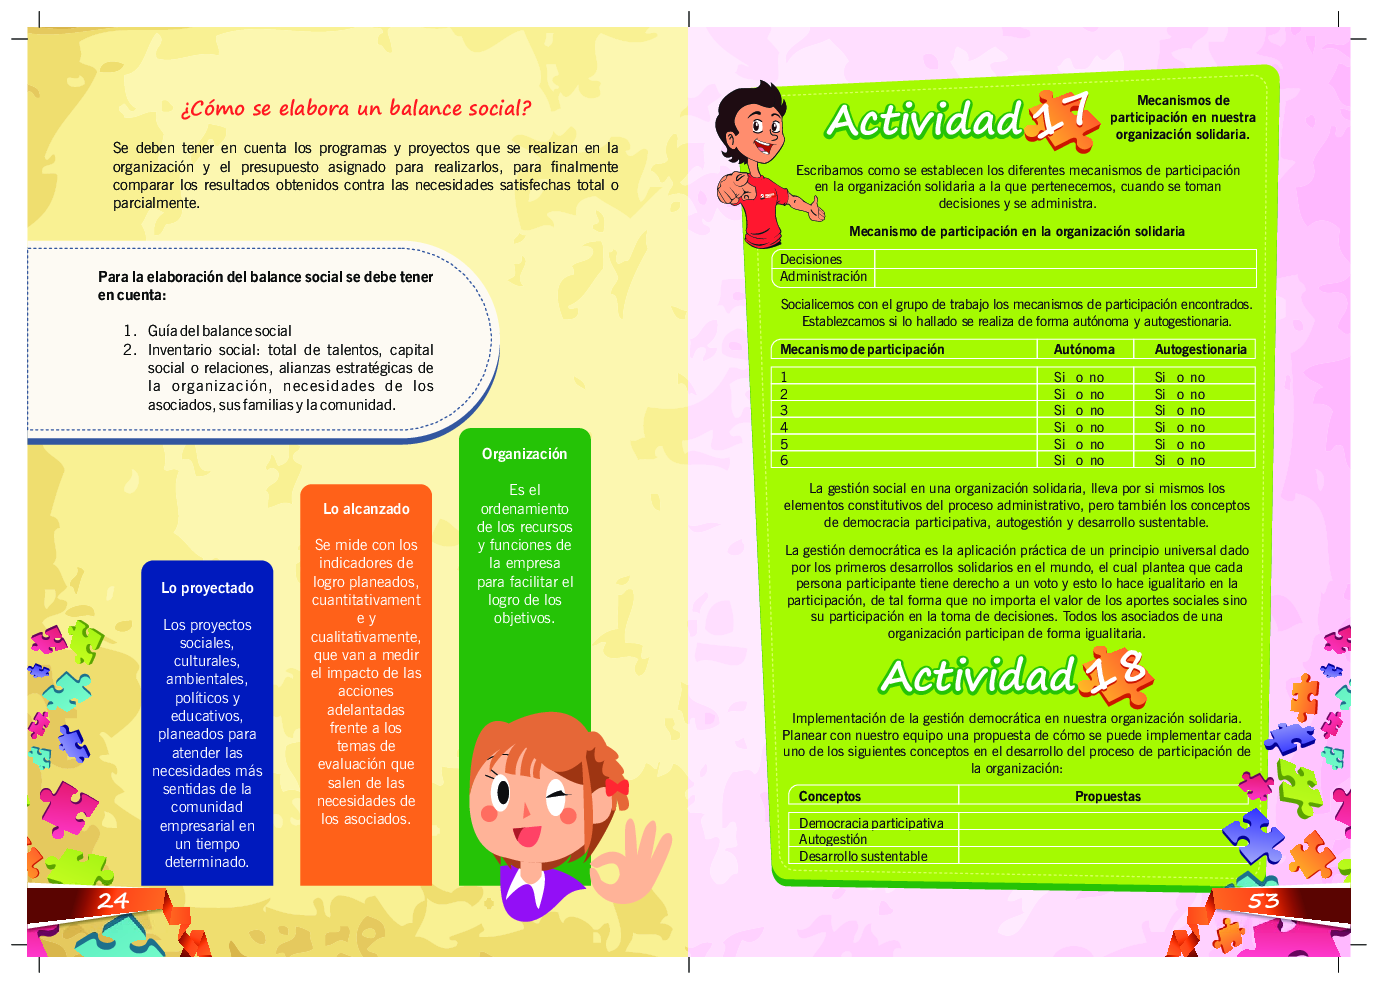 ¿Cómo se elabora un balance social?
Se deben tener en cuenta los programas y proyectos que se realizan en la
organización y el presupuesto asignado para realizarlos, para finalmente
comparar los resultados obtenidos contra las necesidades satisfechas total o
parcialmente.
Para la elaboración del balance social se debe tener
en cuenta:
1. Guía del balance social
2. Inventario social: total de talentos, capital
social o relaciones, alianzas estratégicas de
la organización, necesidades de los
asociados, sus familias y la comunidad.
Lo proyectado
Los proyectos
sociales,
culturales,
ambientales,
políticos y
educativos,
planeados para
atender las
necesidades más
sentidas de la
comunidad
empresarial en
un tiempo
determinado.
Lo alcanzado
Se mide con los
indicadores de
logro planeados,
cuantitativament
e y
cualitativamente,
que van a medir
el impacto de las
acciones
adelantadas
frente a los
temas de
evaluación que
salen de las
necesidades de
los asociados.
Organización
Es el
ordenamiento
de los recursos
y funciones de
la empresa
para facilitar el
logro de los
objetivos.
24
Actividad 17
Mecanismos de
participación en nuestra
organización solidaria.
Escribamos como se establecen los diferentes mecanismos de participación
en la organización solidaria a la que pertenecemos, cuando se toman
decisiones y se administra.
Mecanismo de participación en la organización solidaria
Decisiones
Administración
Socialicemos con el grupo de trabajo los mecanismos de participación encontrados.
Establezcamos si lo hallado se realiza de forma autónoma y autogestionaria.
Mecanismo de participación Autónoma Autogestionaria
1 Si o no Si o no
2 Si o no Si o no
3 Si o no Si o no
4 Si o no Si o no
5 Si o no Si o no
6 Si o no Si o no
La gestión social en una organización solidaria, lleva por si mismos los
elementos constitutivos del proceso administrativo, pero también los conceptos
de democracia participativa, autogestión y desarrollo sustentable.
La gestión democrática es la aplicación práctica de un principio universal dado
por los primeros desarrollos solidarios en el mundo, el cual plantea que cada
persona participante tiene derecho a un voto y esto lo hace igualitario en la
participación, de tal forma que no importa el valor de los aportes sociales sino
su participación en la toma de decisiones. Todos los asociados de una
organización participan de forma igualitaria.
Actividad 18
Implementación de la gestión democrática en nuestra organización solidaria.
Planear con nuestro equipo una propuesta de cómo se puede implementar cada
uno de los siguientes conceptos en el desarrollo del proceso de participación de
la organización:
Conceptos Propuestas
Democracia participativa
Autogestión
Desarrollo sustentable
53